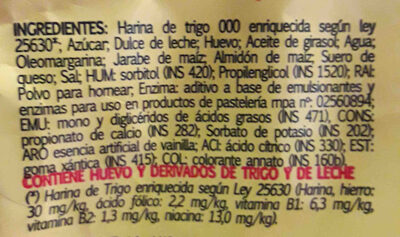 INGREDIENTES: Harina de trigo 000 enriquecida según ley
25630*; Azúcar; Dulce de leche; Huevo; Aceite de girasol; Agua;
Oleomargarina; Jarabe de maíz; Almidón de maíz; Suero de
queso; Sal; HUM: sorbitol (INS 420); Propilenglicol (INS 1520); RAI:
Polvo para hornear; Enzima: aditivo a base de emulsionantes y
enzimas para uso en productos de pastelería rnpa nº: 02560894;
EMU: mono y diglicéridos de ácidos grasos (INS 471), CONS:
propionato de calcio (INS 282); Sorbato de potasio (INS 202);
ARO esencia artificial de vainilla; ACI: ácido cítrico (INS 330); EST:
goma xántica (INS 415); COL: colorante annato (INS 160b).
CONTIENE HUEVO Y DERIVADOS DE TRIGO Y DE LECHE
(*) Harina de Trigo enriquecida según Ley 25630 (Harina, hierro:
30 mg/kg, ácido fólico: 2,2 mg/kg, vitamina B1: 6,3 mg/kg,
vitamina B2: 1,3 mg/kg, niacina: 13,0 mg/kg).